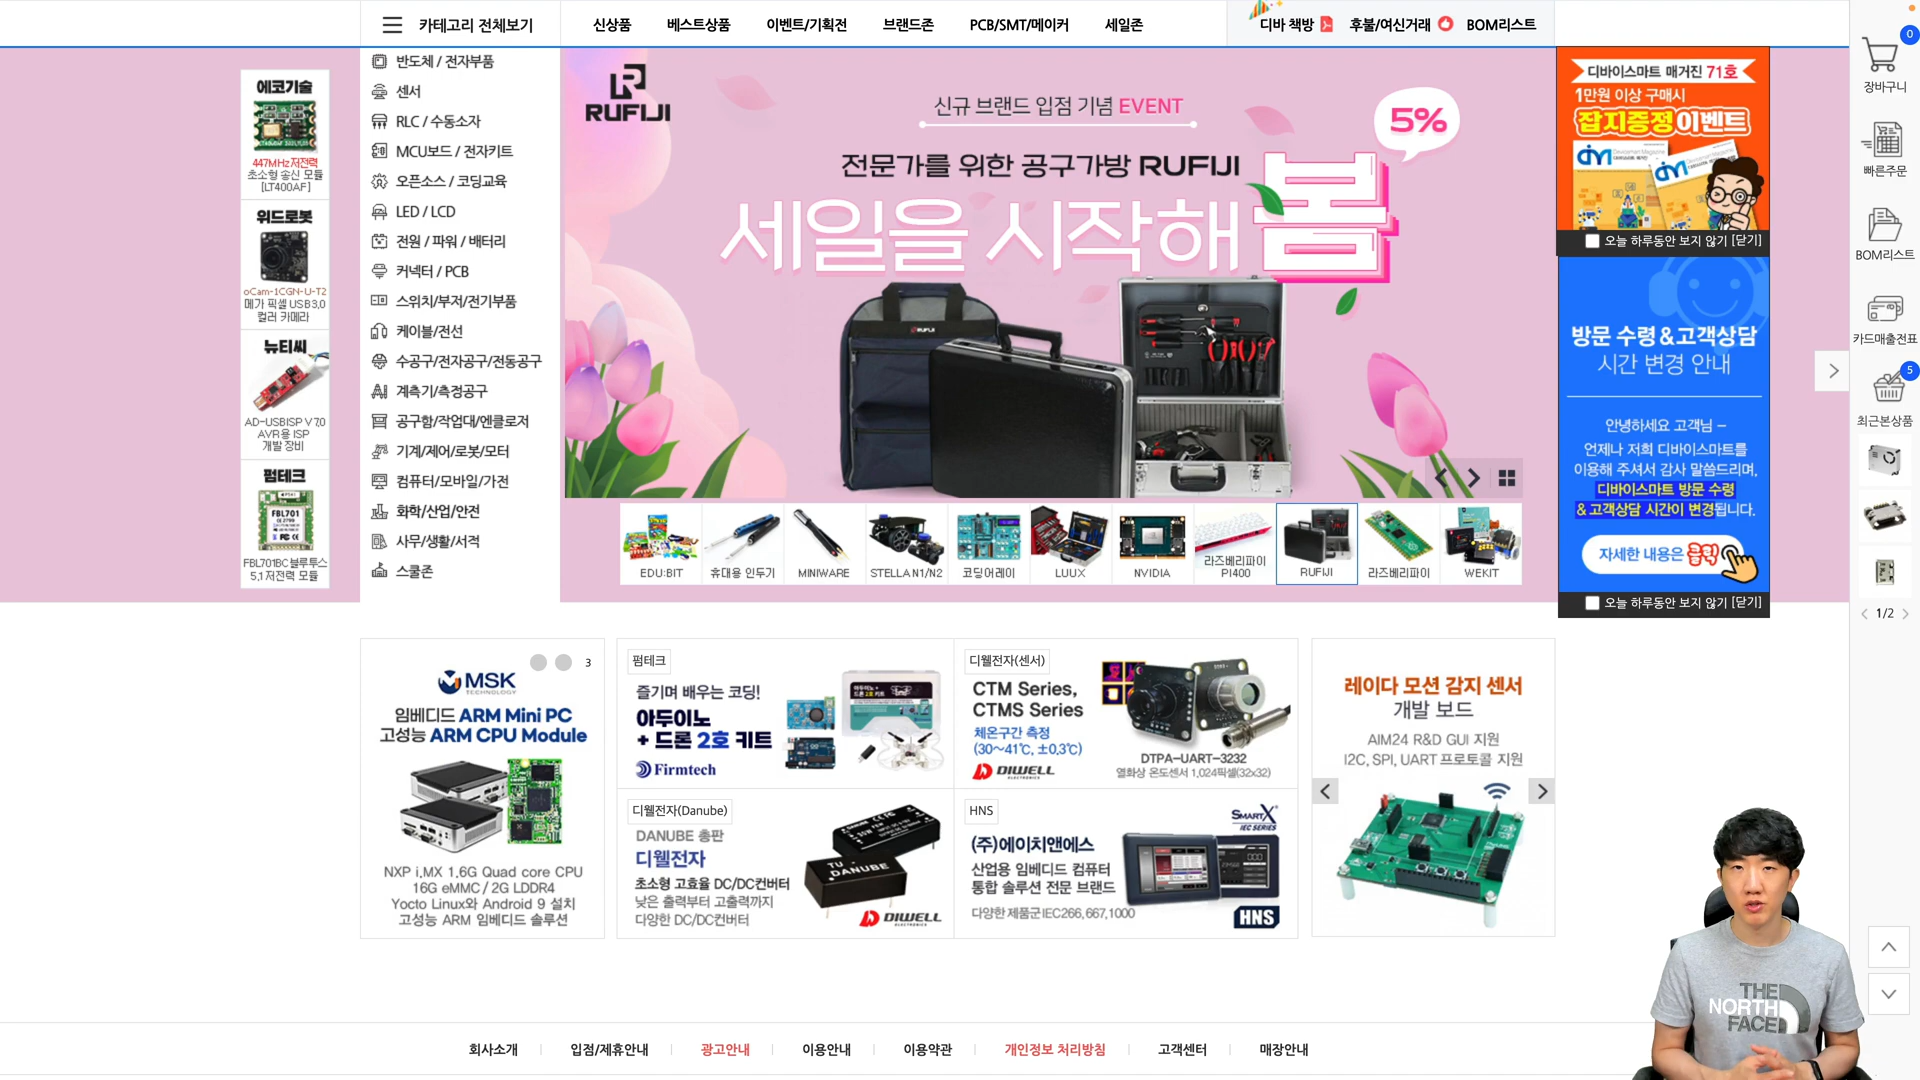 카테고리 전체보기
신상품
베스트상품
이벤트/기획전
브랜드존
PCB/SMT/메이커
세일존
디바 책방
후불/여신거래
BOM리스트
반도체 / 전자부품
센서
RLC / 수동소자
MCU보드 / 전자키트
오픈소스 / 코딩교육
LED / LCD
전원 / 파워 / 배터리
커넥터 / PCB
스위치/부저/전기부품
케이블/전선
수공구/전자공구/전동공구
계측기/측정공구
공구함/작업대/엔클로저
기계/제어/로봇/모터
컴퓨터/모바일/가전
화학/산업/안전
사무/생활/서적
스쿨존
에코기술
447MHz 저전력
초소형 송신 모듈
[LT400AF]
위드로봇
oCam-1CGN-U-T2
메가 픽셀 USB3.0
컬러 카메라
뉴티씨
AD-USBISP V7.0
AVR용 ISP
개발 장비
펌테크
FBL701
FBL701BC 블루투스
5.1 저전력 모듈
RUFIJI
신규 브랜드 입점 기념 EVENT
5%
전문가를 위한 공구가방 RUFIJI
세일을 시작해 봄
EDU:BIT
휴대용 인두기
MINIWARE
STELLA N1/N2
코딩어레이
LUUX
NVIDIA
라즈베리파이
PI400
RUFIJI
라즈베리파이
WEKIT
디바이스마트 매거진 71호
1만원 이상 구매시
잡지증정이벤트
오늘 하루동안 보지 않기 [닫기]
방문 수령 & 고객상담
시간 변경 안내
안녕하세요 고객님 –
언제나 저희 디바이스마트를
이용해 주셔서 감사 말씀드리며,
디바이스마트 방문 수령
& 고객상담 시간이 변경됩니다.
자세한 내용은 클릭
오늘 하루동안 보지 않기 [닫기]
0
장바구니
빠른주문
BOM리스트
카드매출전표
5
최근본상품
1/2
3
MSK
TECHNOLOGY
임베디드 ARM Mini PC
고성능 ARM CPU Module
NXP i.MX 1.6G Quad core CPU
16G eMMC / 2G LDDR4
Yocto Linux와 Android 9 설치
고성능 ARM 임베디드 솔루션
펌테크
즐기며 배우는 코딩!
아두이노
+ 드론 2호 키트
Firmtech
디웰전자(센서)
CTM Series,
CTMS Series
체온구간 측정
(30~41℃, ±0.3℃)
DIWELL
ELECTRONICS
DTPA-UART-3232
열화상 온도센서 1,024픽셀(32x32)
디웰전자(Danube)
DANUBE 총판
디웰전자
초소형 고효율 DC/DC컨버터
낮은 출력부터 고출력까지
다양한 DC/DC컨버터
DANUBE
DIWELL
ELECTRONICS
HNS
SMARTX
IEC SERIES
(주)에이치앤에스
산업용 임베디드 컴퓨터
통합 솔루션 전문 브랜드
다양한 제품군 IEC266,667,1000
HNS
레이다 모션 감지 센서
개발 보드
AIM24 R&D GUI 지원
I2C, SPI, UART 프로토콜 지원
THE
NORTH
FACE
회사소개
입점/제휴안내
광고안내
이용안내
이용약관
개인정보 처리방침
고객센터
매장안내